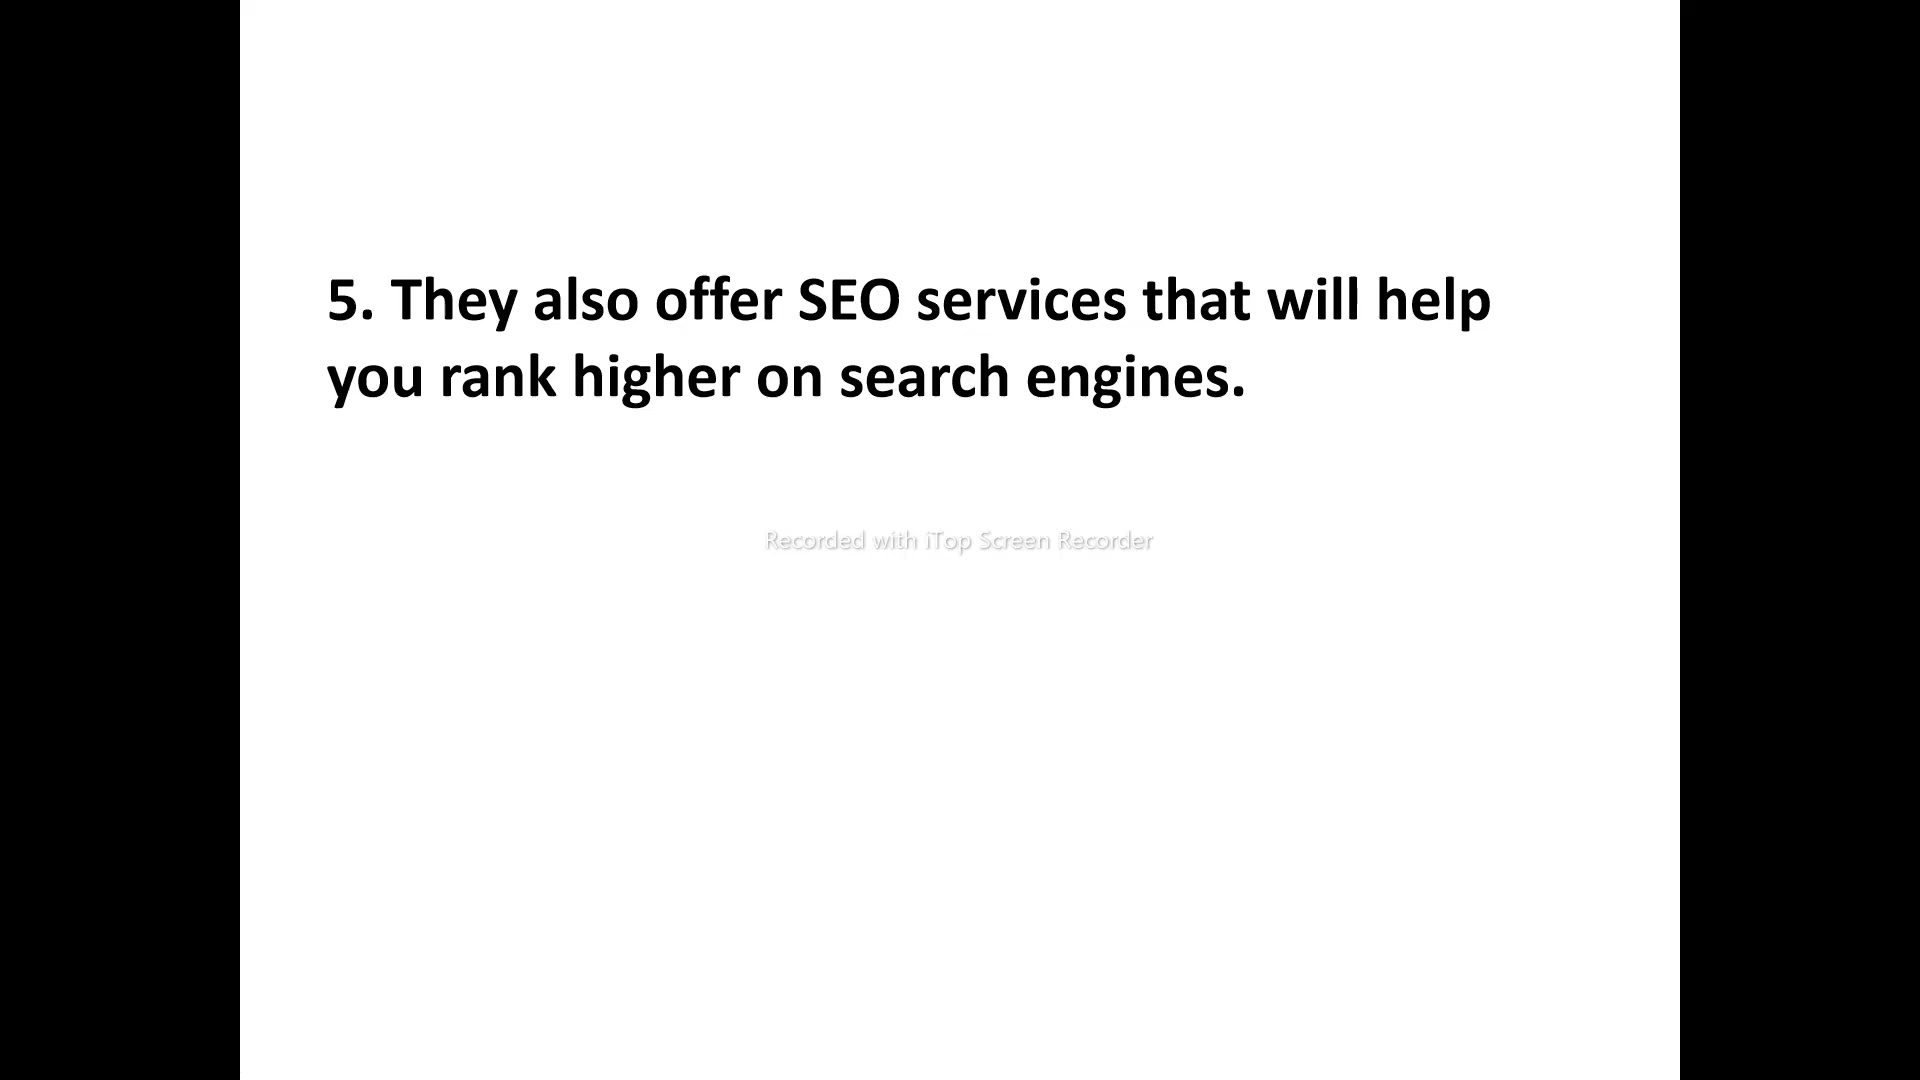 5. They also offer SEO services that will help
you rank higher on search engines.
Recorded with iTop Screen Recorder